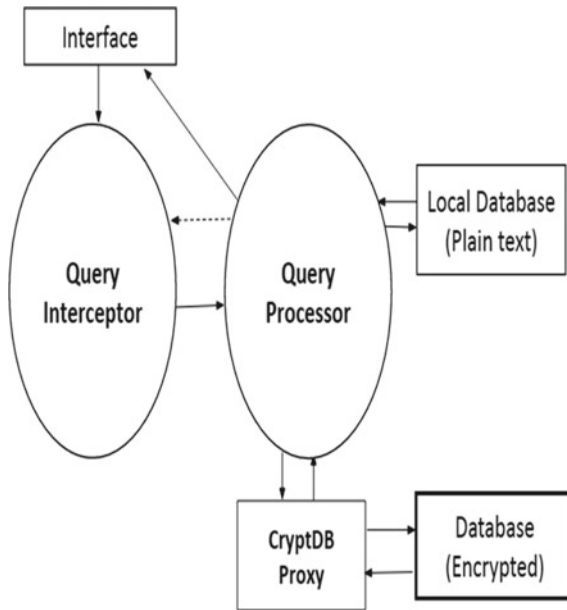 Interface
Query
Interceptor
Query
Processor
Local Database
(Plain text)
CryptDB
Proxy
Database
(Encrypted)